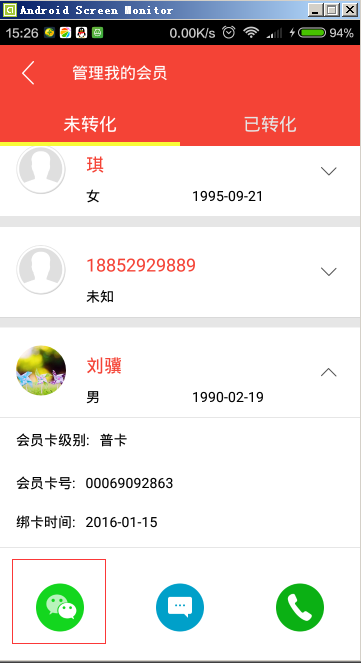 Android Screen Monitor
15:26 0.00K/s 94%
管理我的会员
未转化 已转化
琪
女 1995-09-21
18852929889
未知
刘骥
男 1990-02-19
会员卡级别: 普卡
会员卡号: 00069092863
绑卡时间: 2016-01-15